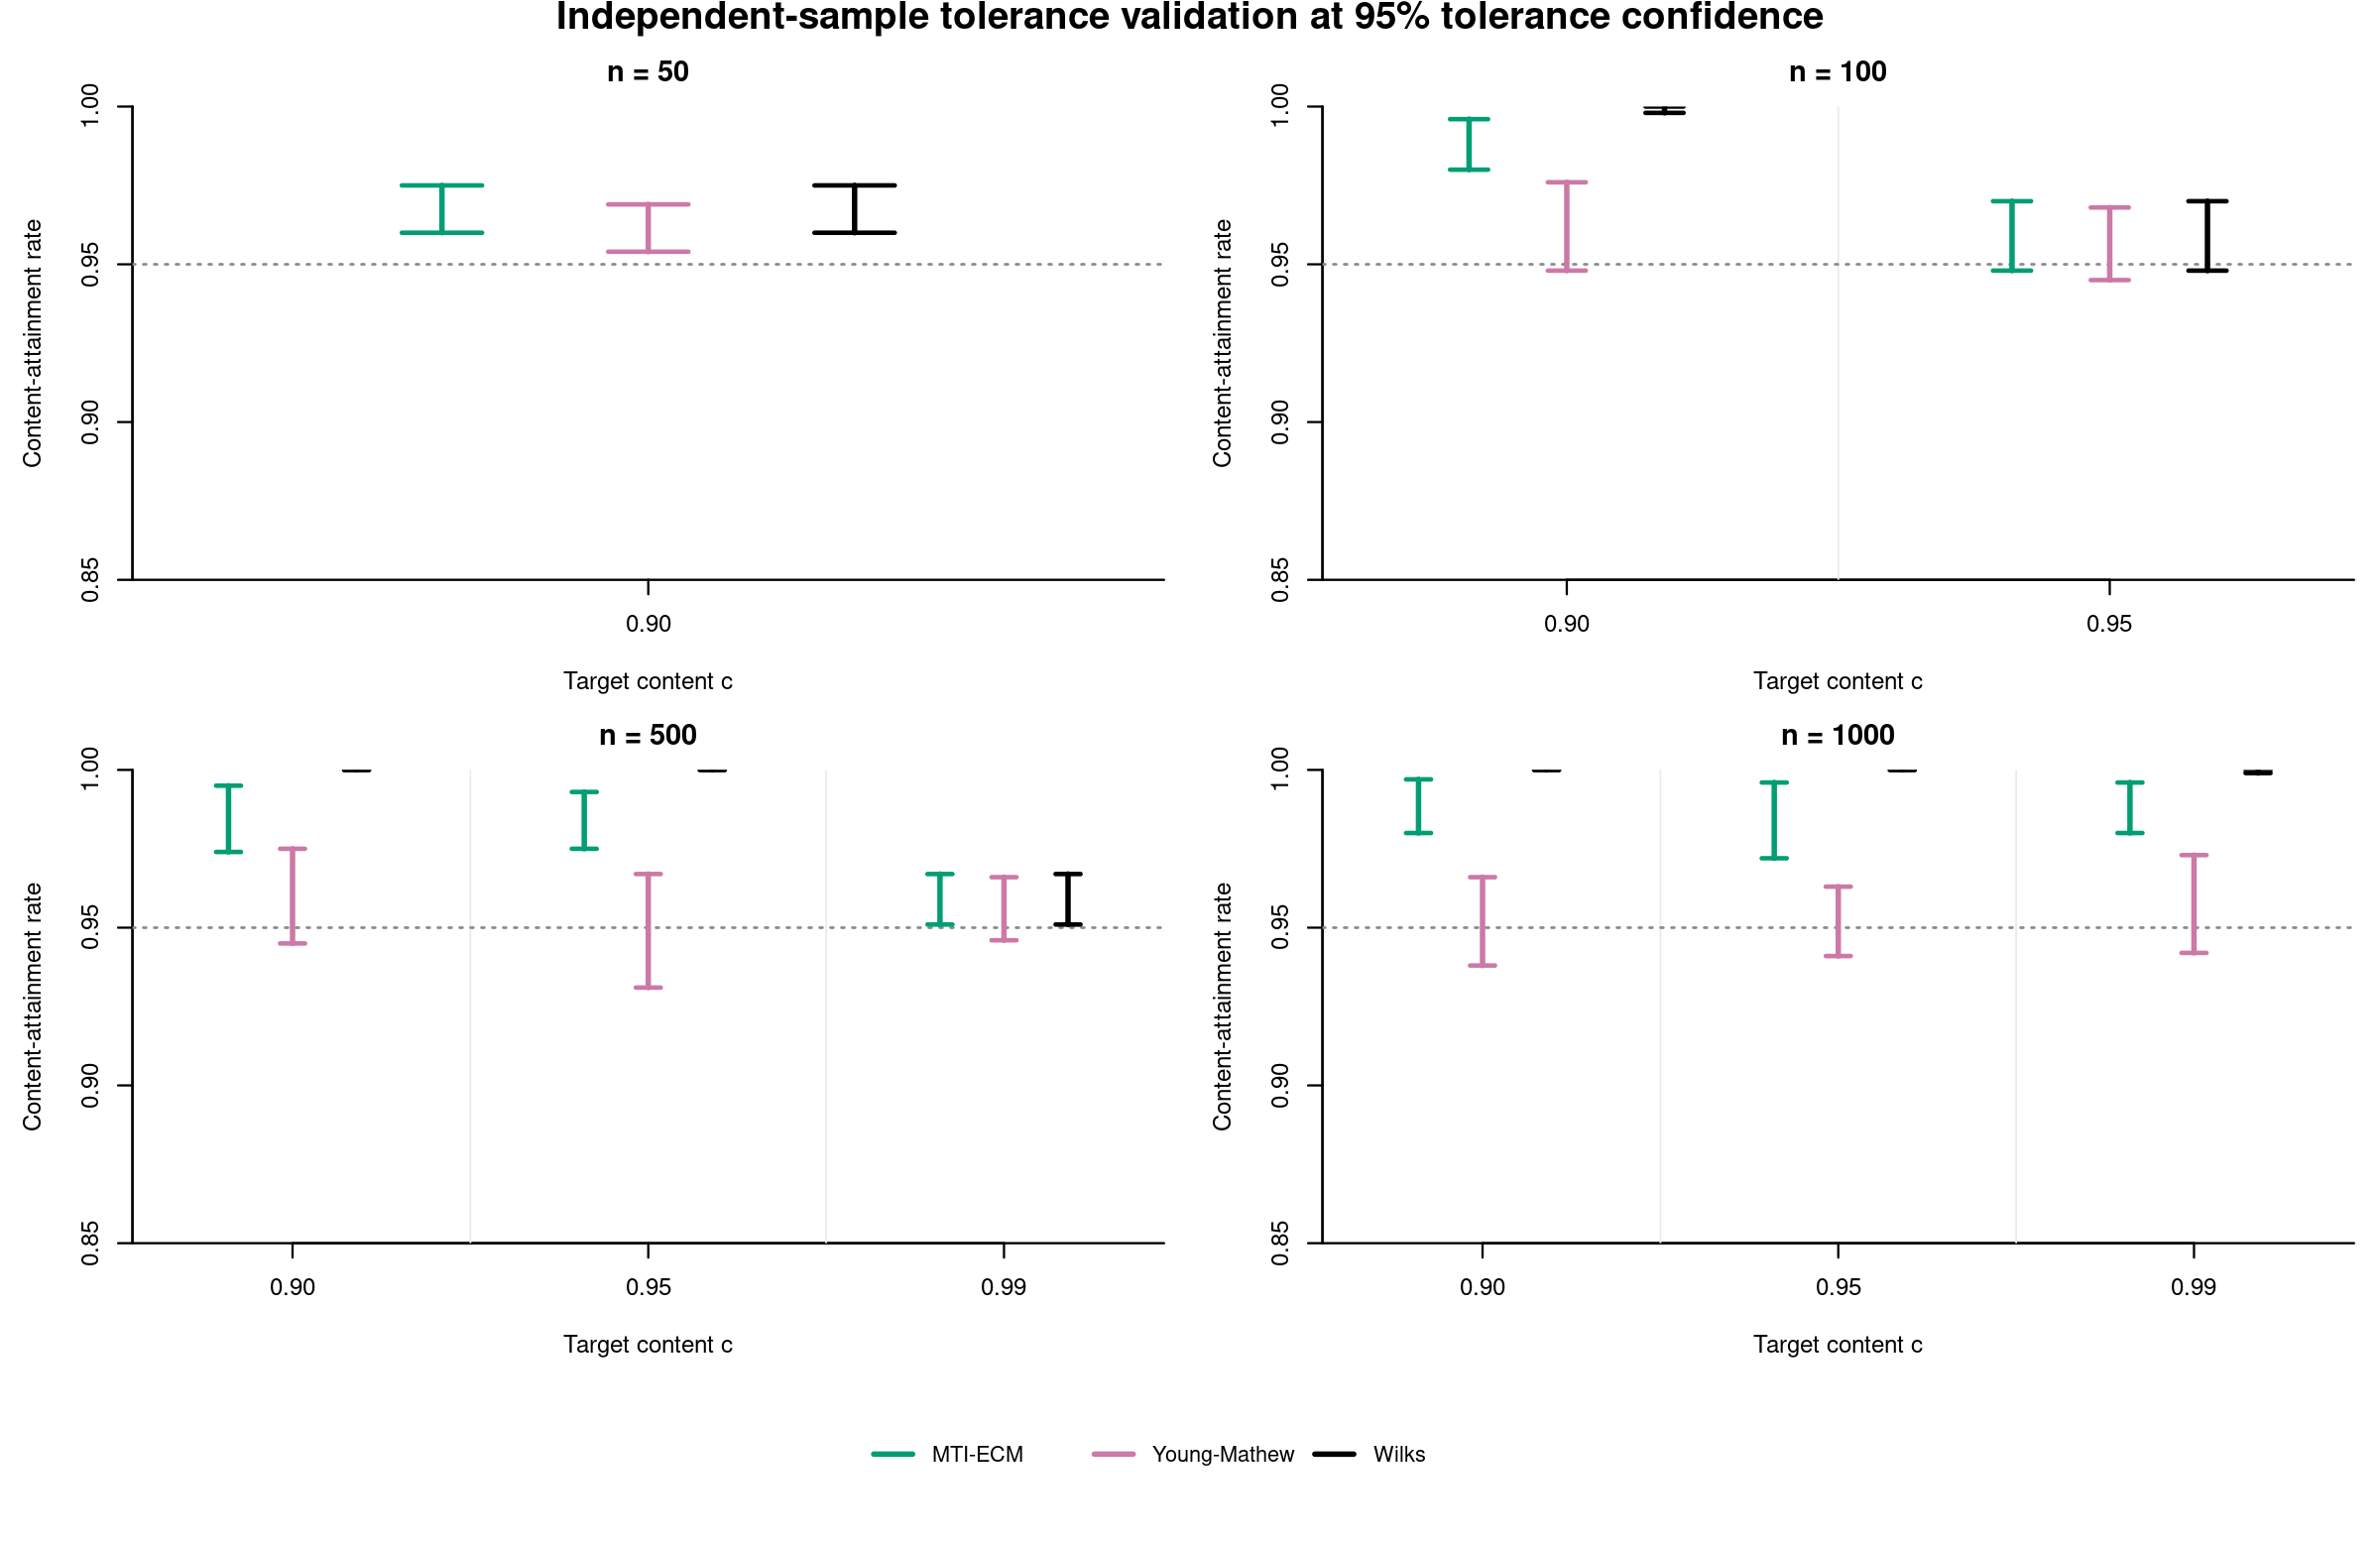 Independent-sample tolerance validation at 95% tolerance confidence
n = 50
Content-attainment rate
1.00
0.95
0.90
0.85
0.90
Target content c
n = 100
Content-attainment rate
1.00
0.95
0.90
0.85
0.90 0.95
Target content c
n = 500
Content-attainment rate
1.00
0.95
0.90
0.85
0.90 0.95 0.99
Target content c
n = 1000
Content-attainment rate
1.00
0.95
0.90
0.85
0.90 0.95 0.99
Target content c
MTI-ECM Young-Mathew Wilks